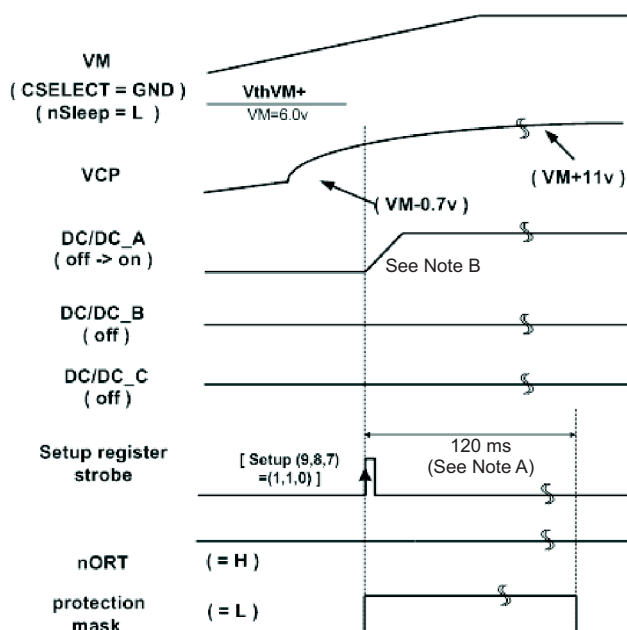 VM
( CSELECT = GND )
( nSleep = L )
VthVM+
VM=6.0v
VCP
( VM-0.7v )
( VM+11v )
DC/DC_A
( off -> on )
See Note B
DC/DC_B
( off )
DC/DC_C
( off )
Setup register
strobe
[ Setup (9,8,7)
=(1,1,0) ]
120 ms
(See Note A)
nORT
( = H )
protection
mask
( = L )